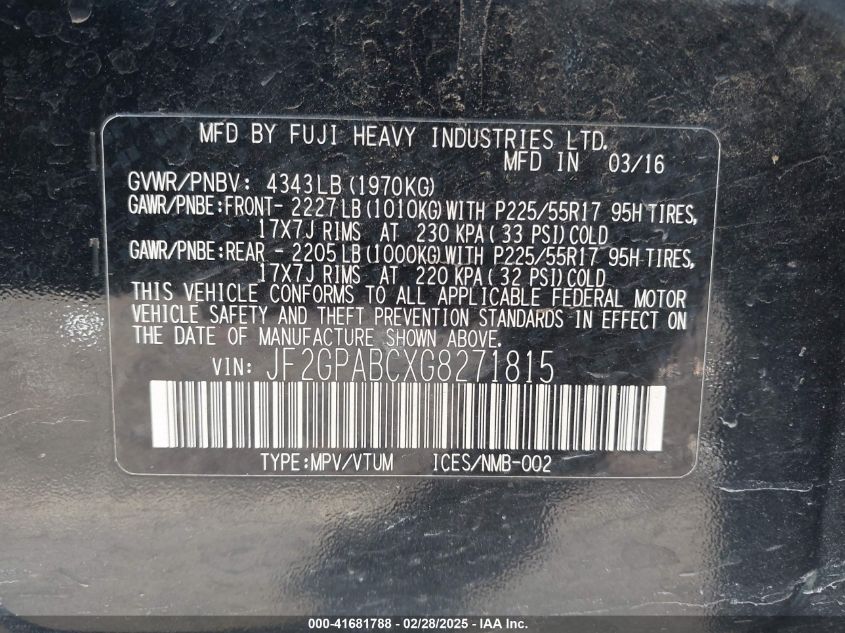 MFD BY FUJI HEAVY INDUSTRIES LTD.
MFD IN 03/16
GVWR/PNBV: 4343LB (1970KG)
GAWR/PNBE:FRONT- 2227LB (1010KG) WITH P225/55R17 95H TIRES,
17X7J RIMS AT 230 KPA( 33 PSI) COLD
GAWR/PNBE:REAR - 2205LB (1000KG) WITH P225/55R17 95H TIRES,
17X7J RIMS AT 220 KPA( 32 PSI) COLD
THIS VEHICLE CONFORMS TO ALL APPLICABLE FEDERAL MOTOR
VEHICLE SAFETY AND THEFT PREVENTION STANDARDS IN EFFECT ON
THE DATE OF MANUFACTURE SHOWN ABOVE.
VIN: JF2GPABCXG8271815
TYPE:MPV/VTUM ICES/NMB-002
000-41681788 — 02/28/2025 — IAA Inc.